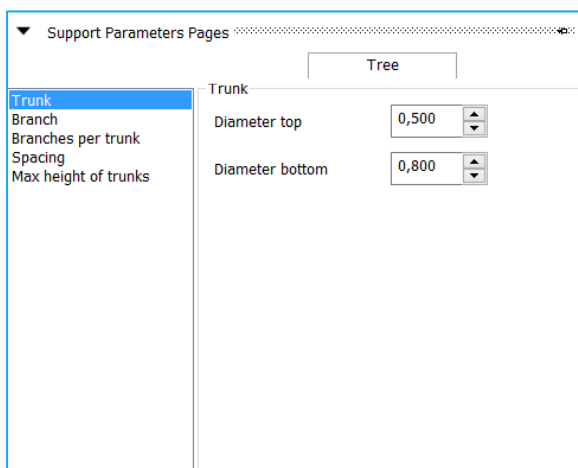 Support Parameters Pages
Tree
Trunk
Branch
Branches per trunk
Spacing
Max height of trunks
Trunk
Diameter top 0,500
Diameter bottom 0,800